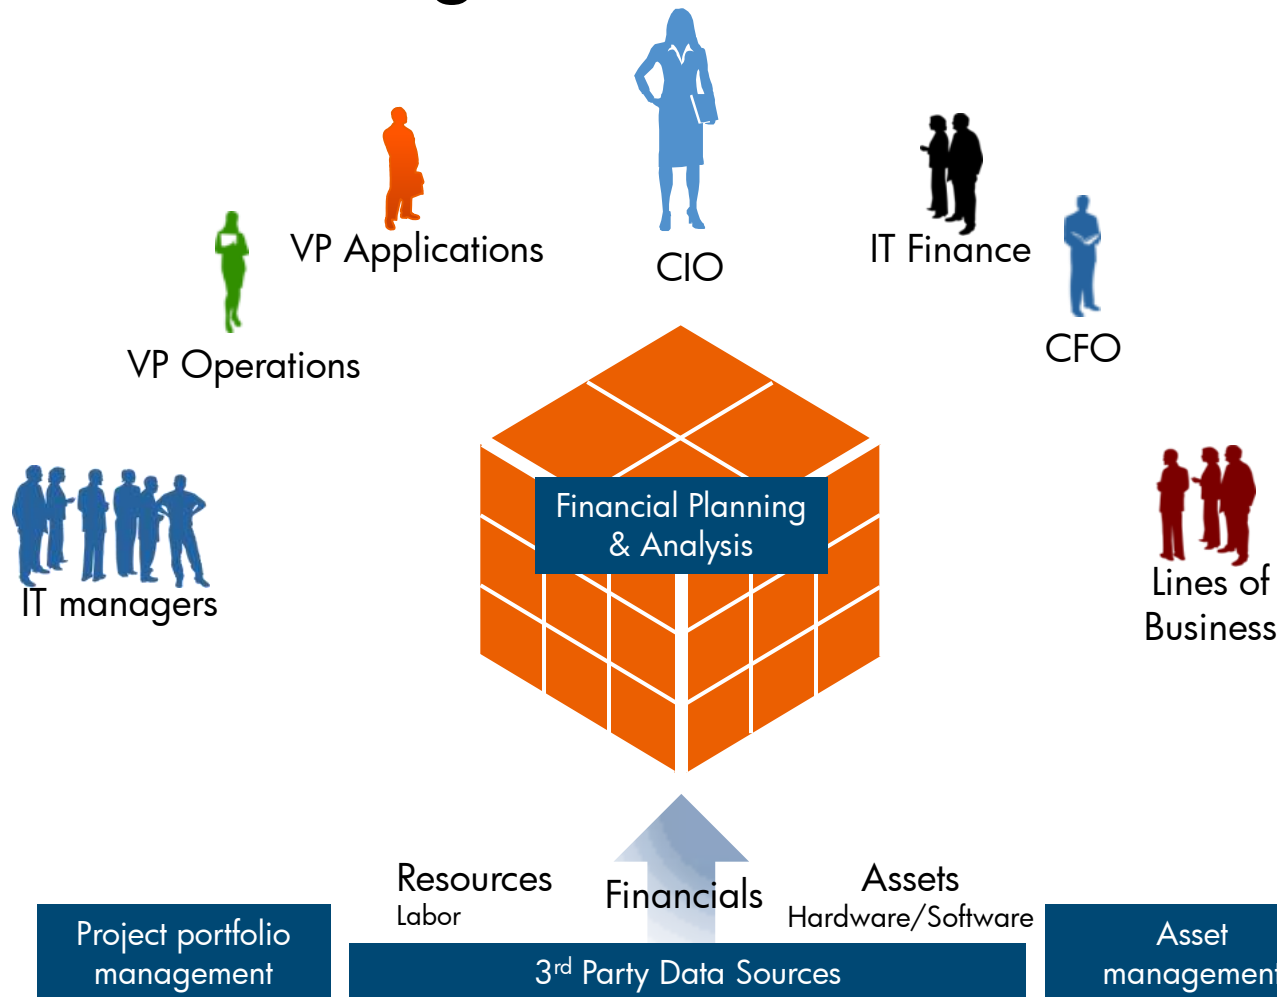 CIO
VP Applications
IT Finance
VP Operations
CFO
IT managers
Lines of
Business
Financial Planning
& Analysis
Resources
Labor
Financials
Assets
Hardware/Software
Project portfolio
management
3rd Party Data Sources
Asset
management